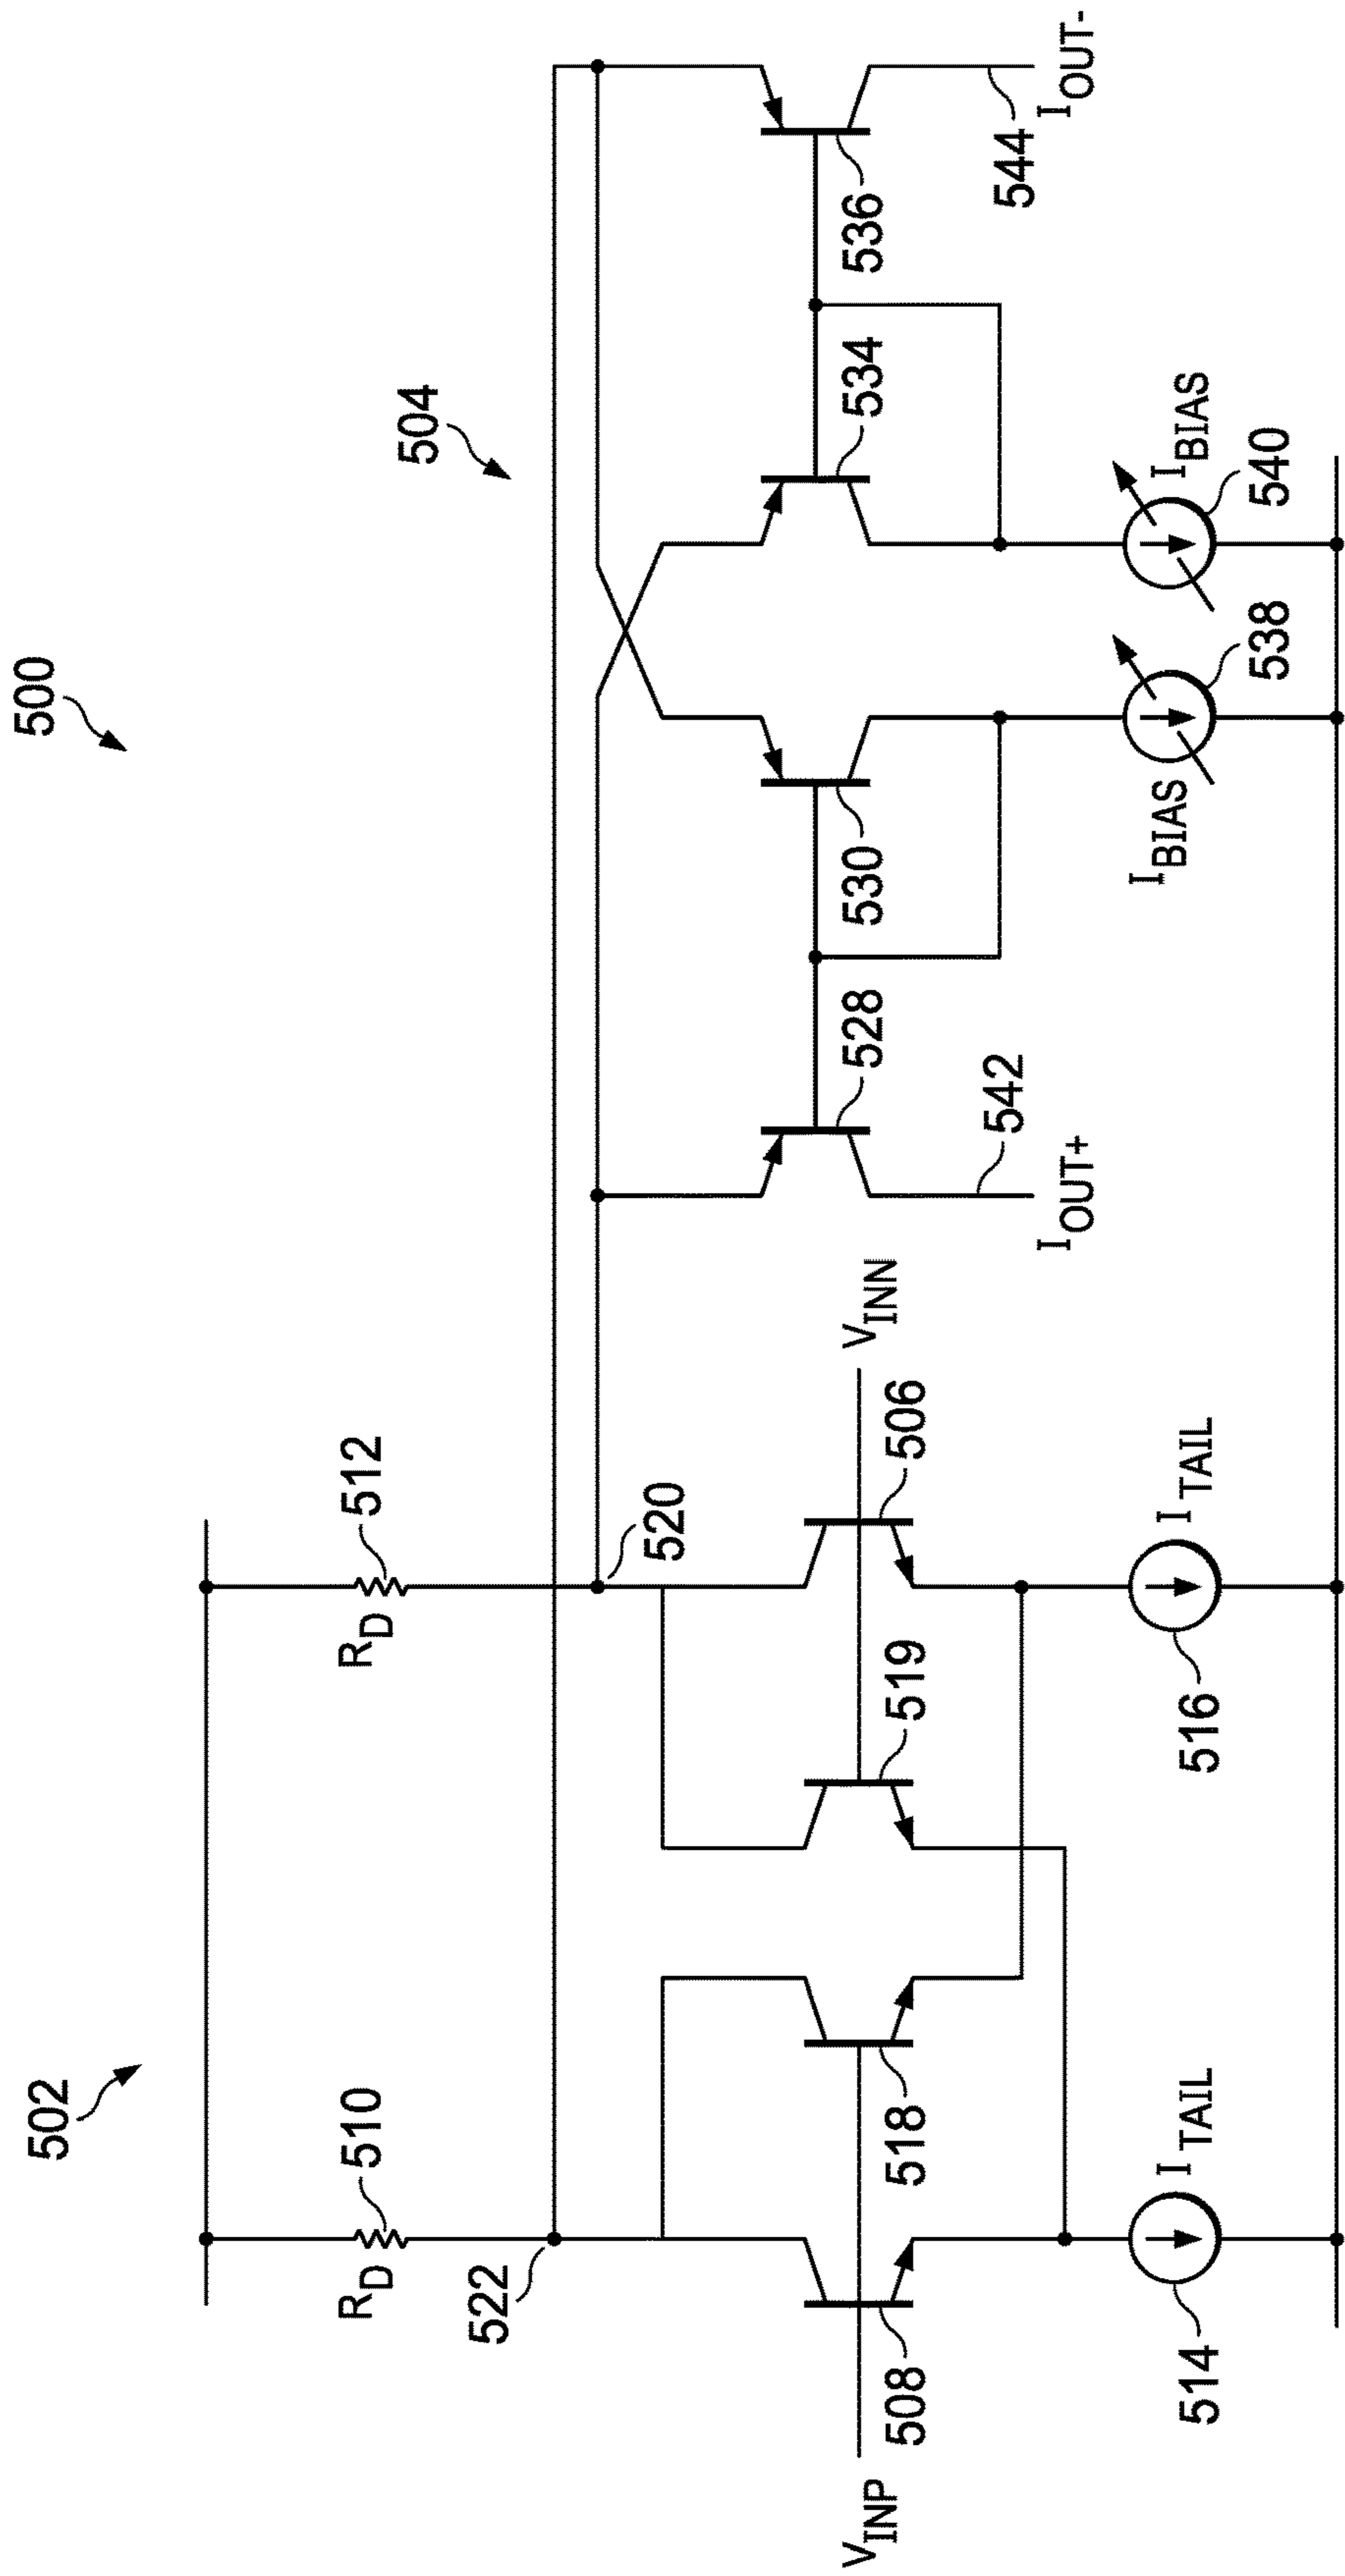 500
502
504
R_D 510
R_D 512
522
520
V_INP
508
518
519
506
V_INN
528
530
534
536
I_OUT+
542
544
I_OUT-
514
I_TAIL
516
I_TAIL
I_BIAS
538
540
I_BIAS